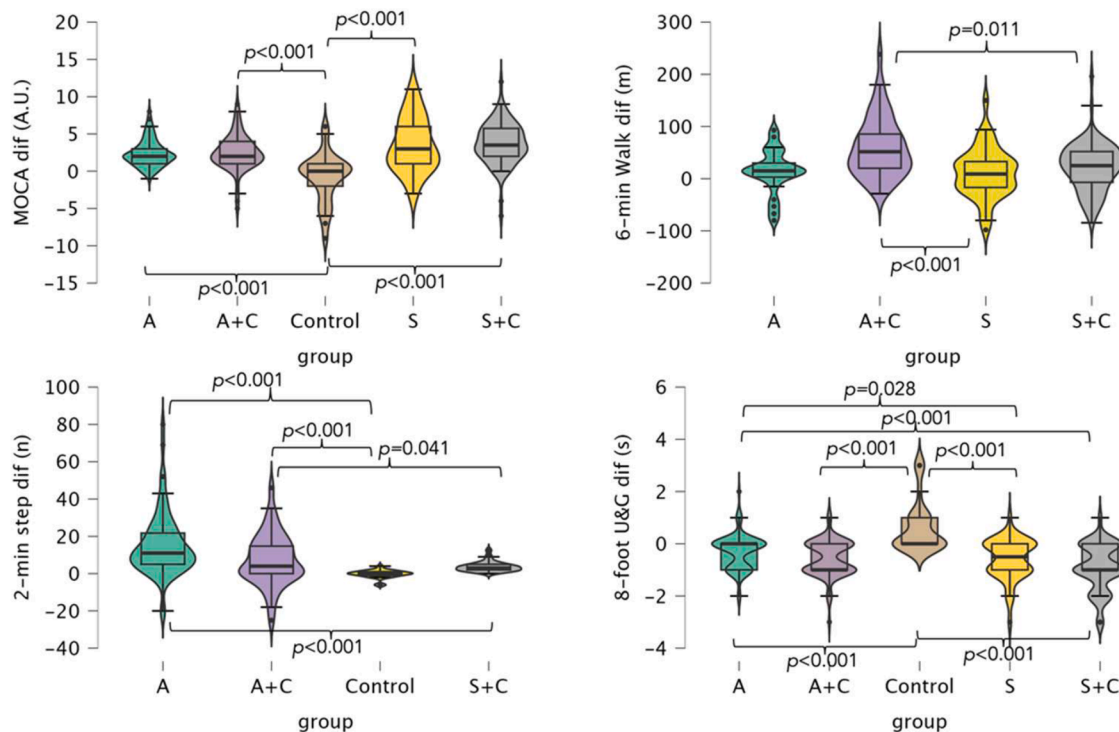 MOCA dif (A.U.)
20
15
10
5
0
−5
−10
−15
p<0.001
p<0.001
p<0.001
p<0.001
A A+C Control S S+C
group
6-min Walk dif (m)
300
200
100
0
−100
−200
p=0.011
p<0.001
A A+C S S+C
group
2-min step dif (n)
100
80
60
40
20
0
−20
−40
p<0.001
p<0.001
p=0.041
p<0.001
A A+C Control S+C
group
8-foot U&G dif (s)
6
4
2
0
−2
−4
p=0.028
p<0.001
p<0.001
p<0.001
p<0.001
p<0.001
A A+C Control S S+C
group